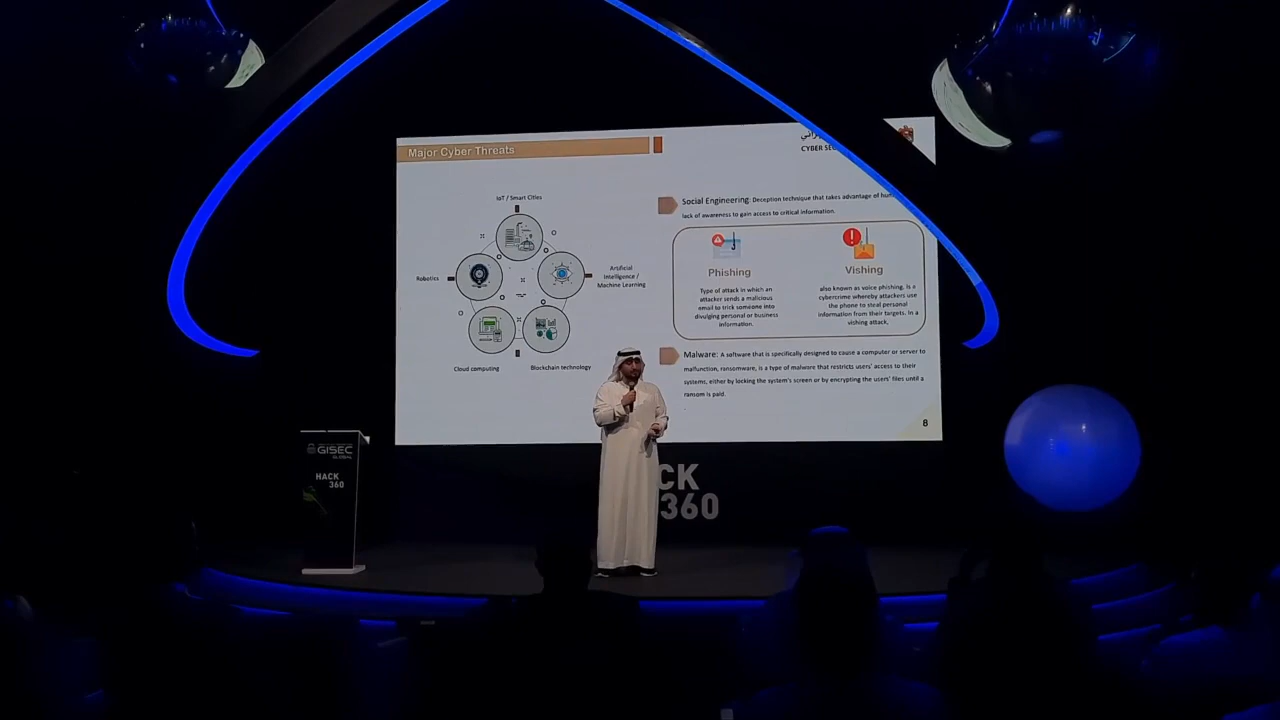 Major Cyber Threats
CYBER
IoT / Smart Cities
Robotics
Artificial
Intelligence /
Machine Learning
Cloud computing
Blockchain technology
Social Engineering: Deception technique that takes advantage of
lack of awareness to gain access to critical information.
Phishing
Type of attack in which an
attacker sends a malicious
email to trick someone into
divulging personal or business
information.
Vishing
also known as voice phishing. Is a
cybercrime whereby attackers use
the phone to steal personal
information from their targets. In a
vishing attack,
Malware: A software that is specifically designed to cause a computer or server to
malfunction, ransomware, is a type of malware that restricts users' access to their
systems, either by locking the system's screen or by encrypting the users' files until a
ransom is paid.
8
GISEC
GLOBAL
HACK
360
CK
360